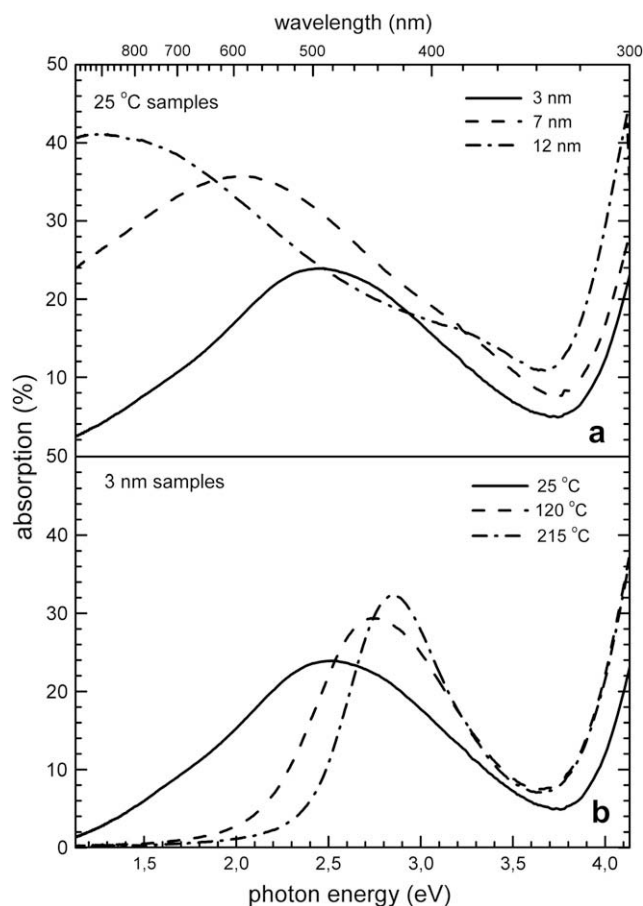 wavelength (nm)
800 700 600 500 400 300
50
25 °C samples
3 nm
7 nm
12 nm
40
30
20
10
a
absorption (%)
50
3 nm samples
25 °C
120 °C
215 °C
40
30
20
10
0
b
1,5 2,0 2,5 3,0 3,5 4,0
photon energy (eV)